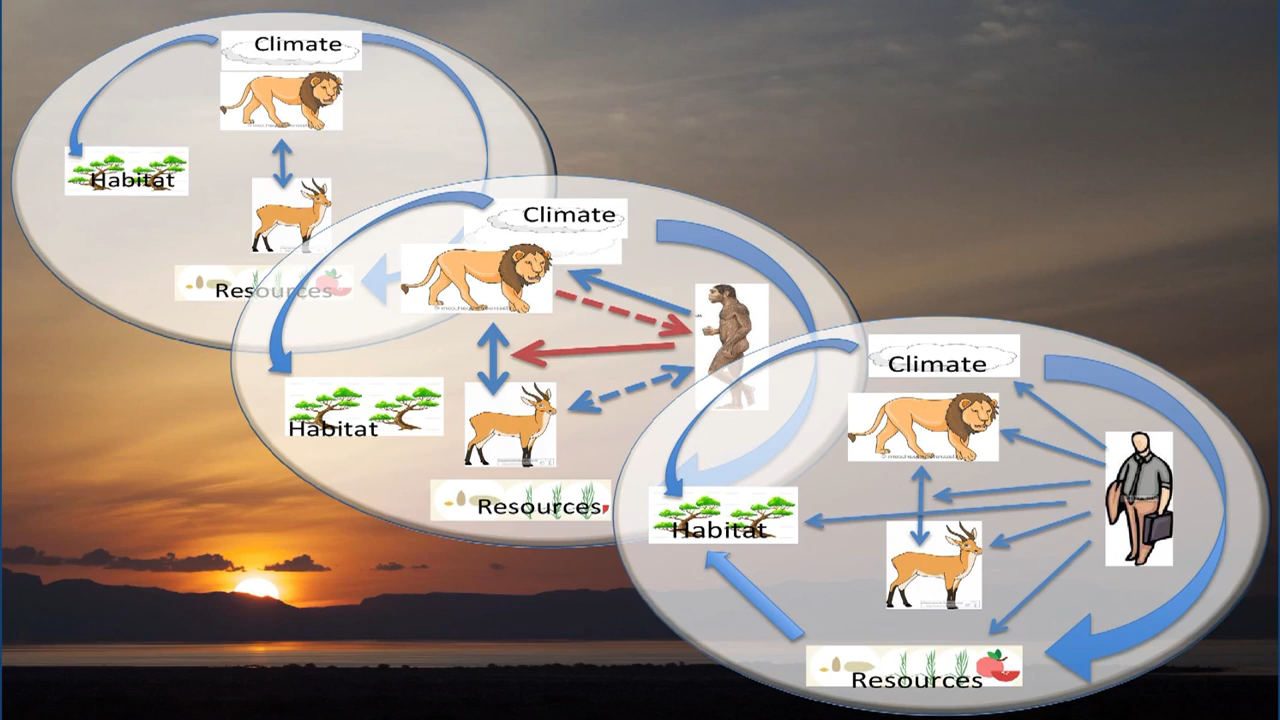 Climate
Habitat
Resources
Climate
Habitat
Resources
Climate
Habitat
Resources